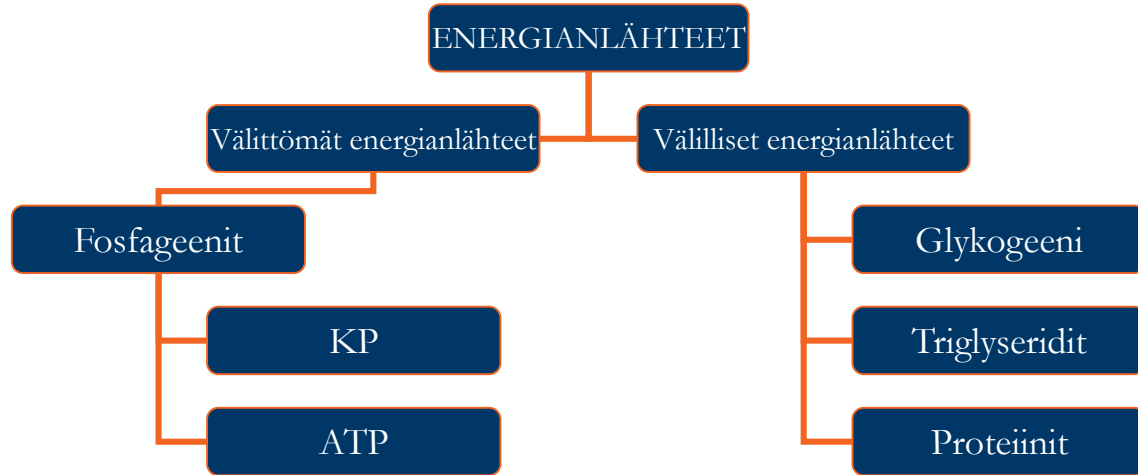 ENERGIANLÄHTEET
Välittömät energianlähteet
Välilliset energianlähteet
Fosfageenit
KP
ATP
Glykogeeni
Triglyseridit
Proteiinit